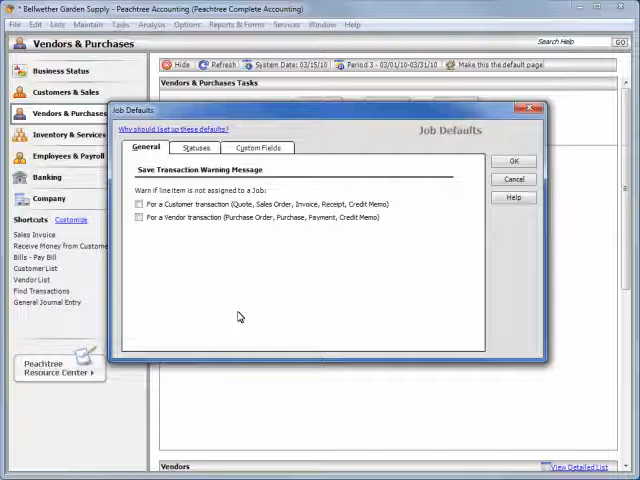 * Bellwether Garden Supply - Peachtree Accounting (Peachtree Complete Accounting)
File Edit Lists Maintain Tasks Analysis Options Reports & Forms Services Window Help
Vendors & Purchases
Search Help
GO
Business Status
Customers & Sales
Vendors & Purchases
Inventory & Services
Employees & Payroll
Banking
Company
Shortcuts Customize
Sales Invoice
Receive Money from Custome
Bills - Pay Bill
Customer List
Vendor List
Find Transactions
General Journal Entry
Peachtree
Resource Center
Hide Refresh System Date: 03/15/10 Period 3 - 03/01/10-03/31/10 Make this the default page
Vendors & Purchases Tasks
Job Defaults
Why should I set up these defaults?
Job Defaults
General Statuses Custom Fields
Save Transaction Warning Message
Warn if line item is not assigned to a Job:
For a Customer transaction (Quote, Sales Order, Invoice, Receipt, Credit Memo)
For a Vendor transaction (Purchase Order, Purchase, Payment, Credit Memo)
OK
Cancel
Help
Vendors
View Detailed List